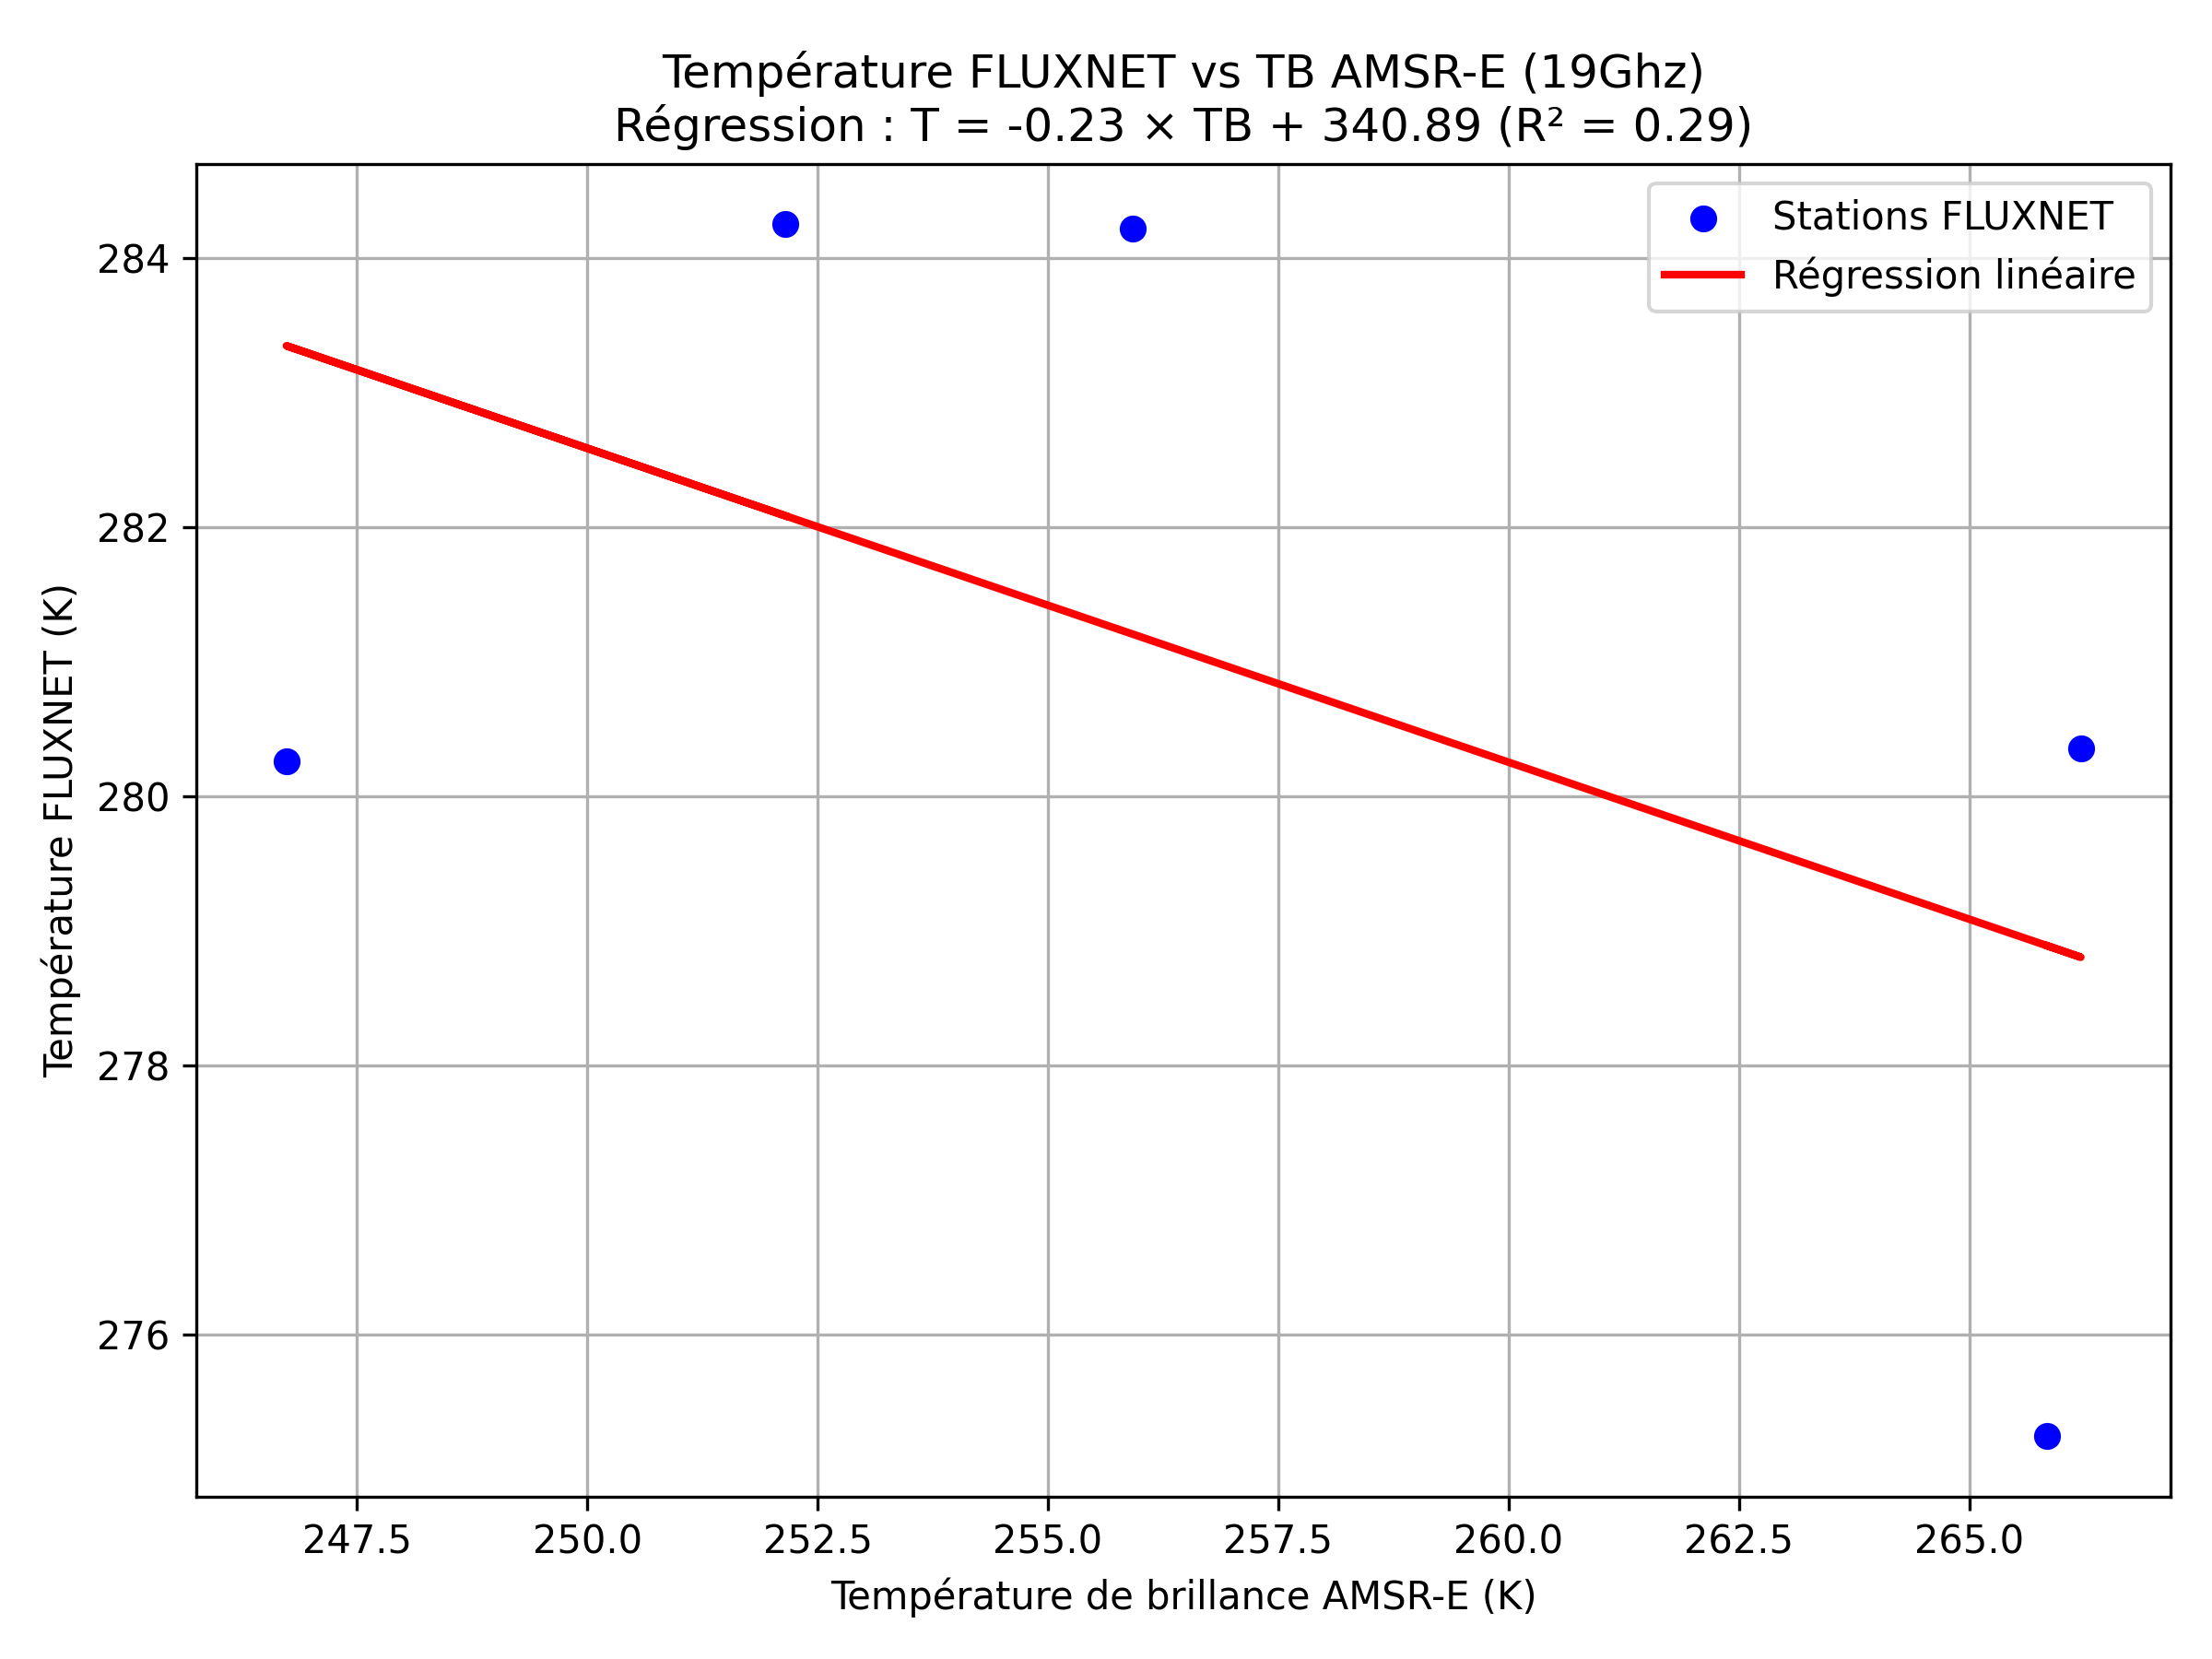 Température FLUXNET vs TB AMSR-E (19Ghz)
Régression : T = -0.23 × TB + 340.89 (R² = 0.29)
Stations FLUXNET
Régression linéaire
Température FLUXNET (K)
284
282
280
278
276
247.5 250.0 252.5 255.0 257.5 260.0 262.5 265.0
Température de brillance AMSR-E (K)